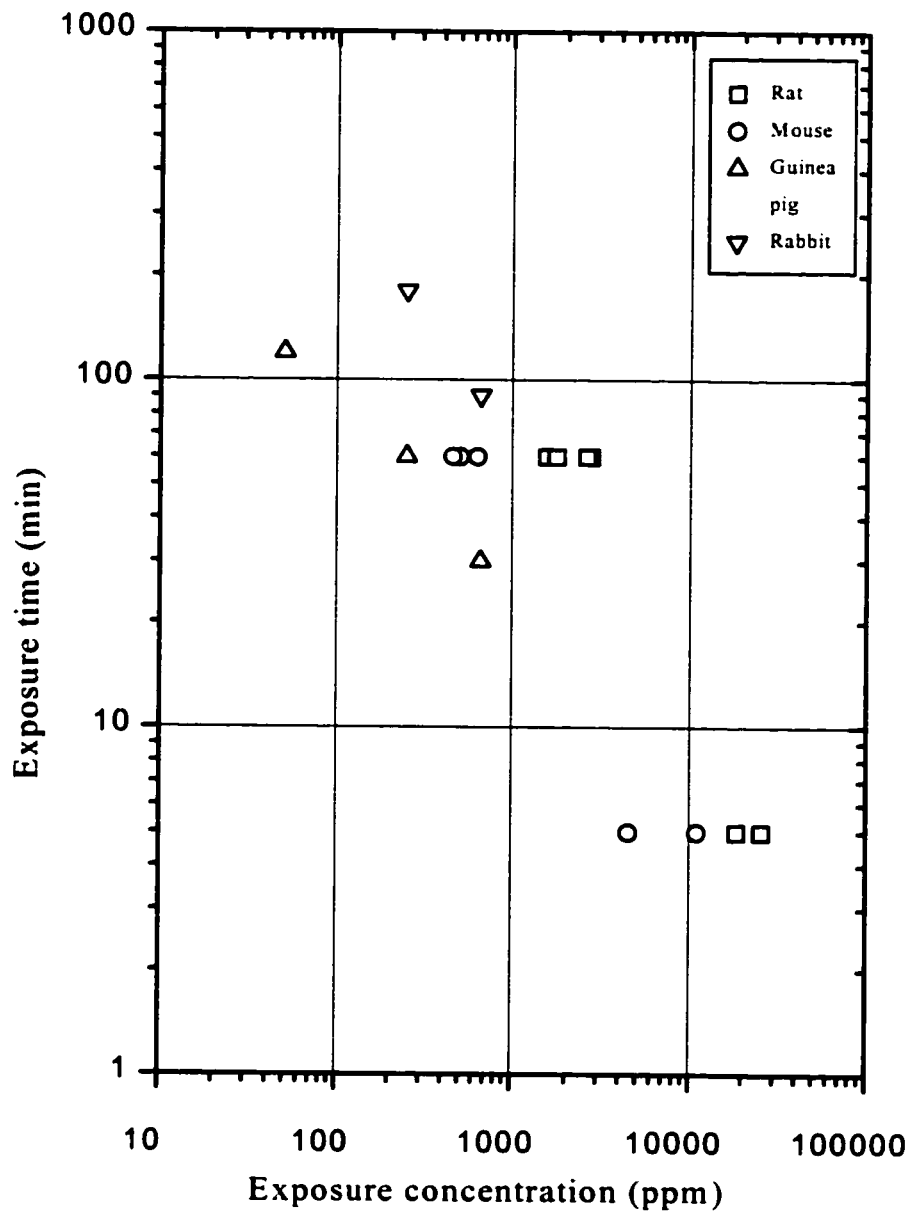 1000
Rat
Mouse
Guinea
pig
Rabbit
100
10
1
Exposure time (min)
10 100 1000 10000 100000
Exposure concentration (ppm)